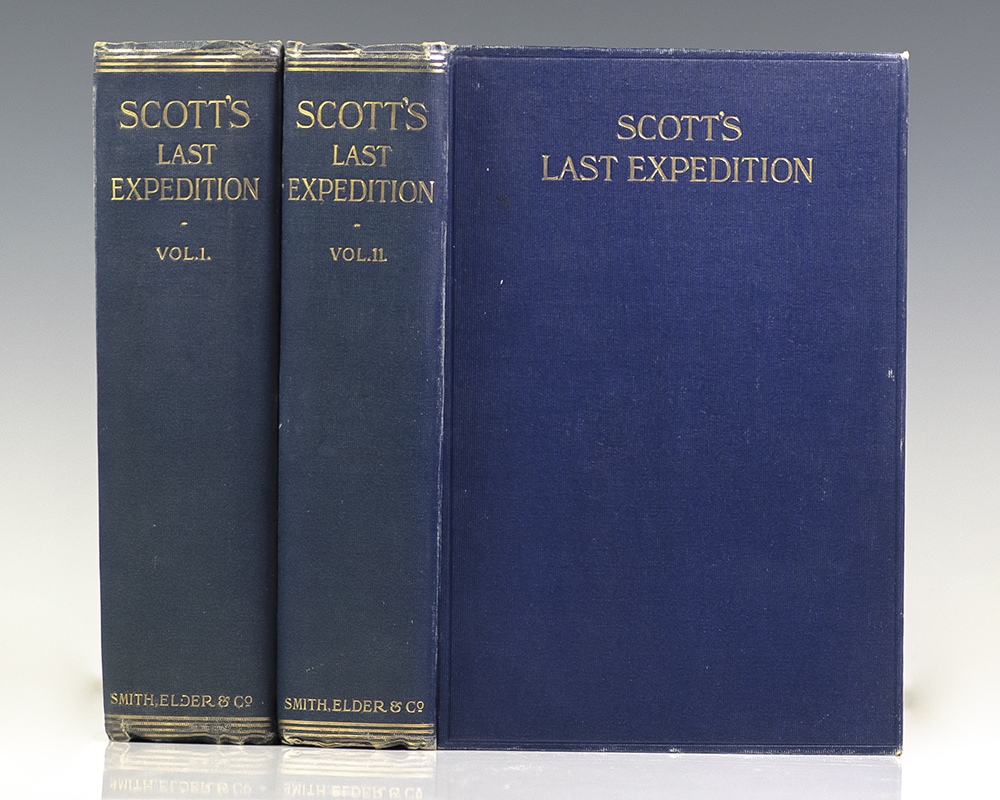 SCOTT'S
LAST
EXPEDITION
-
VOL.I.
SMITH, ELDER & Cº
SCOTT'S
LAST
EXPEDITION
-
VOL.II.
SMITH, ELDER & Cº
SCOTT'S
LAST EXPEDITION